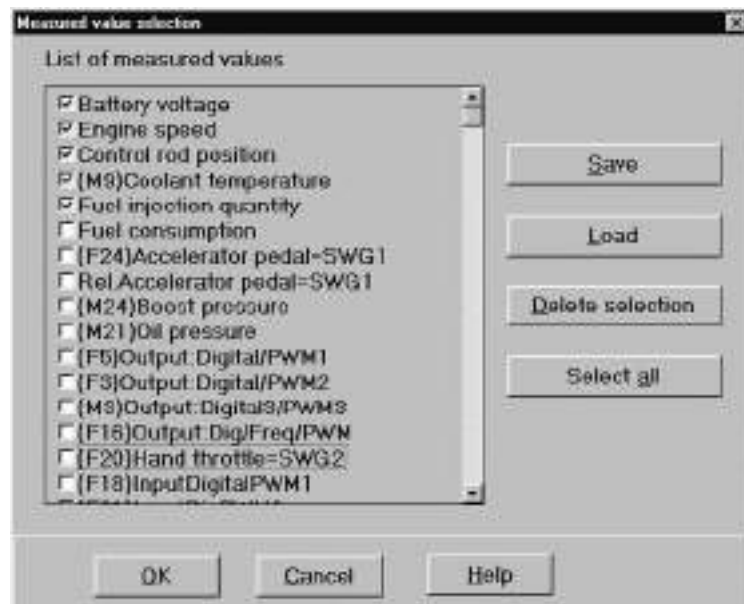 Measured value selection
List of measured values
Battery voltage
Engine speed
Control rod position
(M9)Coolant temperature
Fuel injection quantity
Fuel consumption
(F24)Accelerator pedal=SWG1
Rel.Accelerator pedal=SWG1
(M24)Boost pressure
(M21)Oil pressure
(F5)Output:Digital/PWM1
(F3)Output:Digital/PWM2
(M3)Output:Digital3/PWM3
(F16)Output:Dig/Freq/PWM
(F20)Hand throttle=SWG2
(F18)InputDigitalPWM1
Save
Load
Delete selection
Select all
OK
Cancel
Help